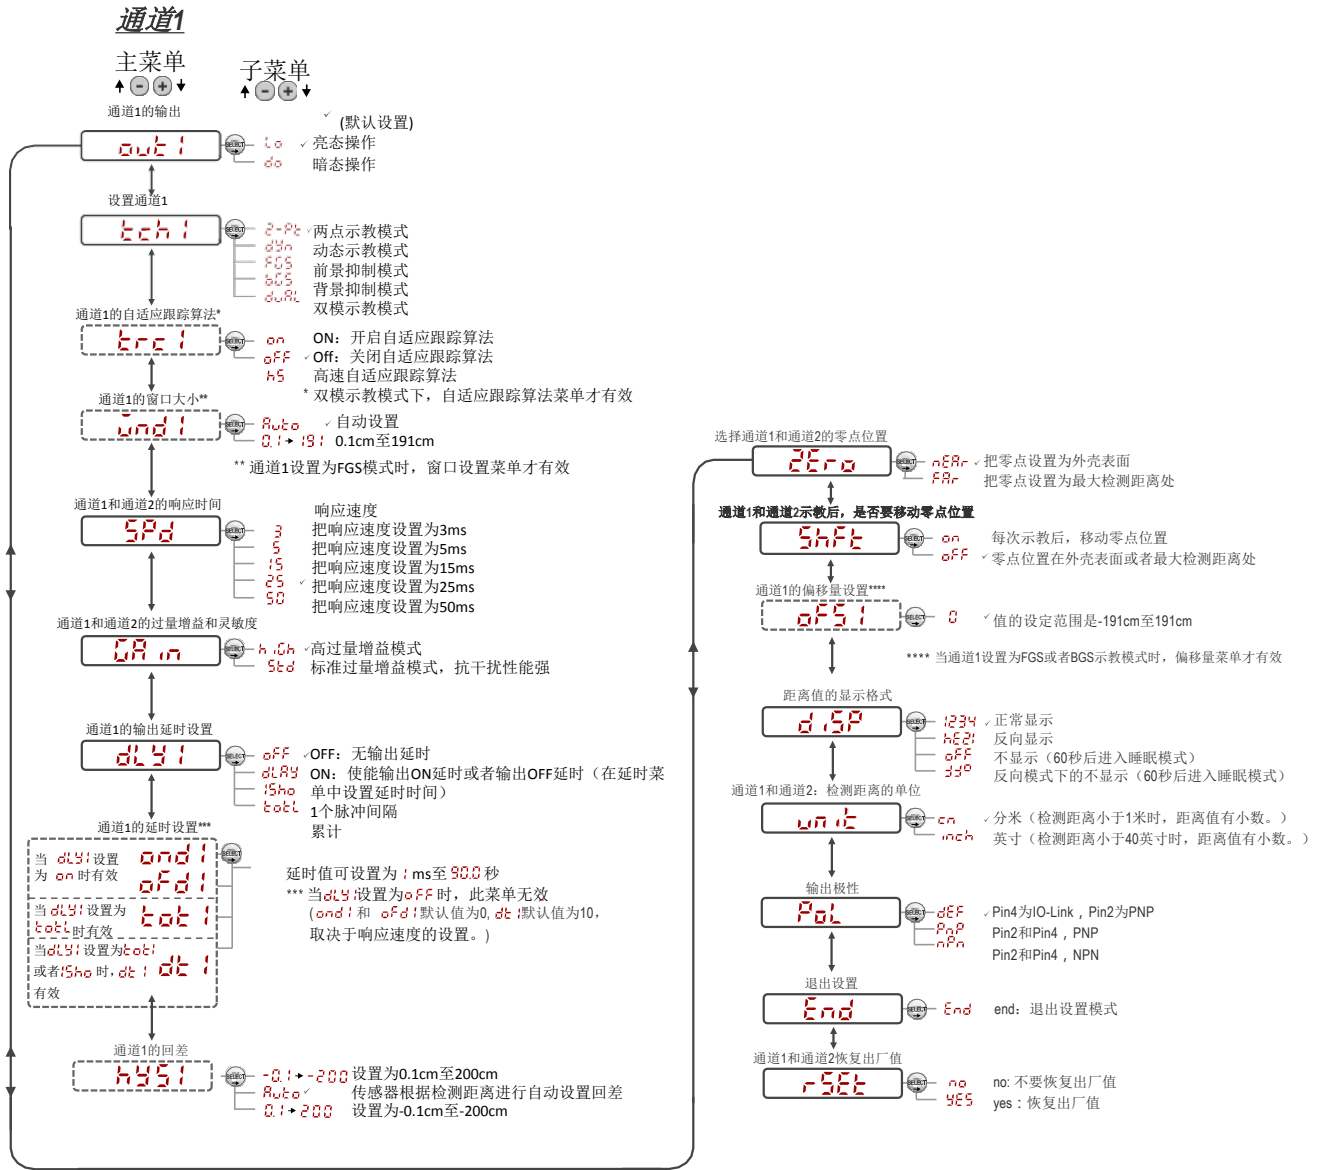 通道1
主菜单
子菜单
通道1的输出
(默认设置)
out1
SELECT
Lo ✓ 亮态操作
do 暗态操作
设置通道1
tch1
SELECT
2-Pt ✓ 两点示教模式
dyn 动态示教模式
FGS 前景抑制模式
bGS 背景抑制模式
duAL 双模示教模式
通道1的自适应跟踪算法*
trc1
SELECT
on ON：开启自适应跟踪算法
oFF ✓ Off：关闭自适应跟踪算法
hS 高速自适应跟踪算法
* 双模示教模式下，自适应跟踪算法菜单才有效
通道1的窗口大小**
Wnd1
SELECT
Auto ✓ 自动设置
0.1 → 191 0.1cm至191cm
** 通道1设置为FGS模式时，窗口设置菜单才有效
通道1和通道2的响应时间
SPd
SELECT
响应速度
3 把响应速度设置为3ms
5 把响应速度设置为5ms
15 把响应速度设置为15ms
25 ✓ 把响应速度设置为25ms
50 把响应速度设置为50ms
通道1和通道2的过量增益和灵敏度
GAin
SELECT
hiGh ✓ 高过量增益模式
Std 标准过量增益模式，抗干扰性能强
通道1的输出延时设置
dLY1
SELECT
oFF ✓ OFF：无输出延时
dLAY ON：使能输出ON延时或者输出OFF延时（在延时菜
1Sho 单中设置延时时间）
totL 1个脉冲间隔
累计
通道1的延时设置***
当 dLY1 设置
为 on 时有效
ond1
oFd1
SELECT
当 dLY1 设置为
totL 时有效
tot1
当dLY1 设置为totL
或者1Sho 时，dt1
有效
dt1
延时值可设置为 1 ms至 90.0 秒
*** 当dLY1设置为oFF 时，此菜单无效
(ond1 和 oFd1默认值为0, dt1默认值为10，
取决于响应速度的设置。)
通道1的回差
hYS1
SELECT
-0.1 → -200 设置为0.1cm至200cm
Auto ✓ 传感器根据检测距离进行自动设置回差
0.1 → 200 设置为-0.1cm至-200cm
选择通道1和通道2的零点位置
2Ero
SELECT
nEAr ✓ 把零点设置为外壳表面
FAr 把零点设置为最大检测距离处
通道1和通道2示教后，是否要移动零点位置
ShFt
SELECT
on 每次示教后，移动零点位置
oFF ✓ 零点位置在外壳表面或者最大检测距离处
通道1的偏移量设置****
oFS1
SELECT
0 ✓ 值的设定范围是-191cm至191cm
**** 当通道1设置为FGS或者BGS示教模式时，偏移量菜单才有效
距离值的显示格式
diSP
SELECT
1234 ✓ 正常显示
hEZ1 反向显示
oFF 不显示（60秒后进入睡眠模式）
反向模式下的不显示（60秒后进入睡眠模式）
通道1和通道2：检测距离的单位
unit
SELECT
cn ✓ 分米（检测距离小于1米时，距离值有小数。）
inch 英寸（检测距离小于40英寸时，距离值有小数。）
输出极性
PoL
SELECT
dEF ✓ Pin4为IO-Link，Pin2为PNP
PnP Pin2和Pin4，PNP
nPn Pin2和Pin4，NPN
退出设置
End
SELECT
End end：退出设置模式
通道1和通道2恢复出厂值
rSEt
SELECT
no no: 不要恢复出厂值
YES yes：恢复出厂值